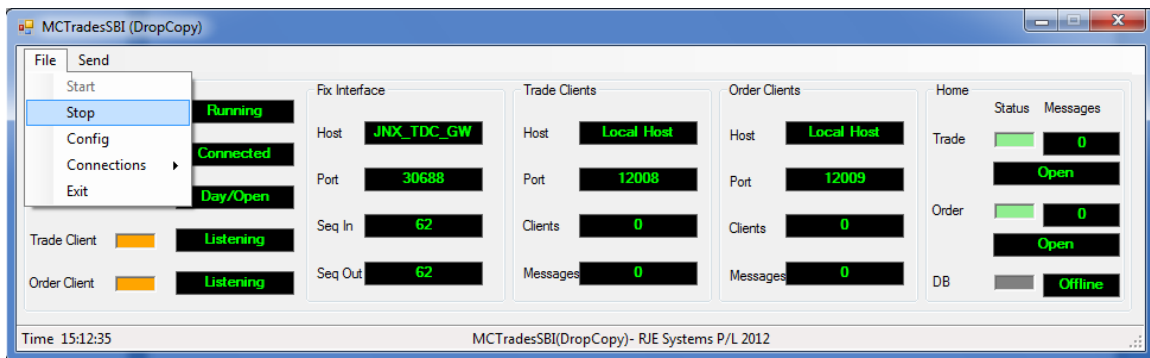 MCTradesSBI (DropCopy)
File Send
Start
Stop
Config
Connections
Exit
Running
Connected
Day/Open
Trade Client Listening
Order Client Listening
Fix Interface
Host JNX_TDC_GW
Port 30688
Seq In 62
Seq Out 62
Trade Clients
Host Local Host
Port 12008
Clients 0
Messages 0
Order Clients
Host Local Host
Port 12009
Clients 0
Messages 0
Home
Status Messages
Trade 0
Open
Order 0
Open
DB Offline
Time 15:12:35 MCTradesSBI(DropCopy)- RJE Systems P/L 2012